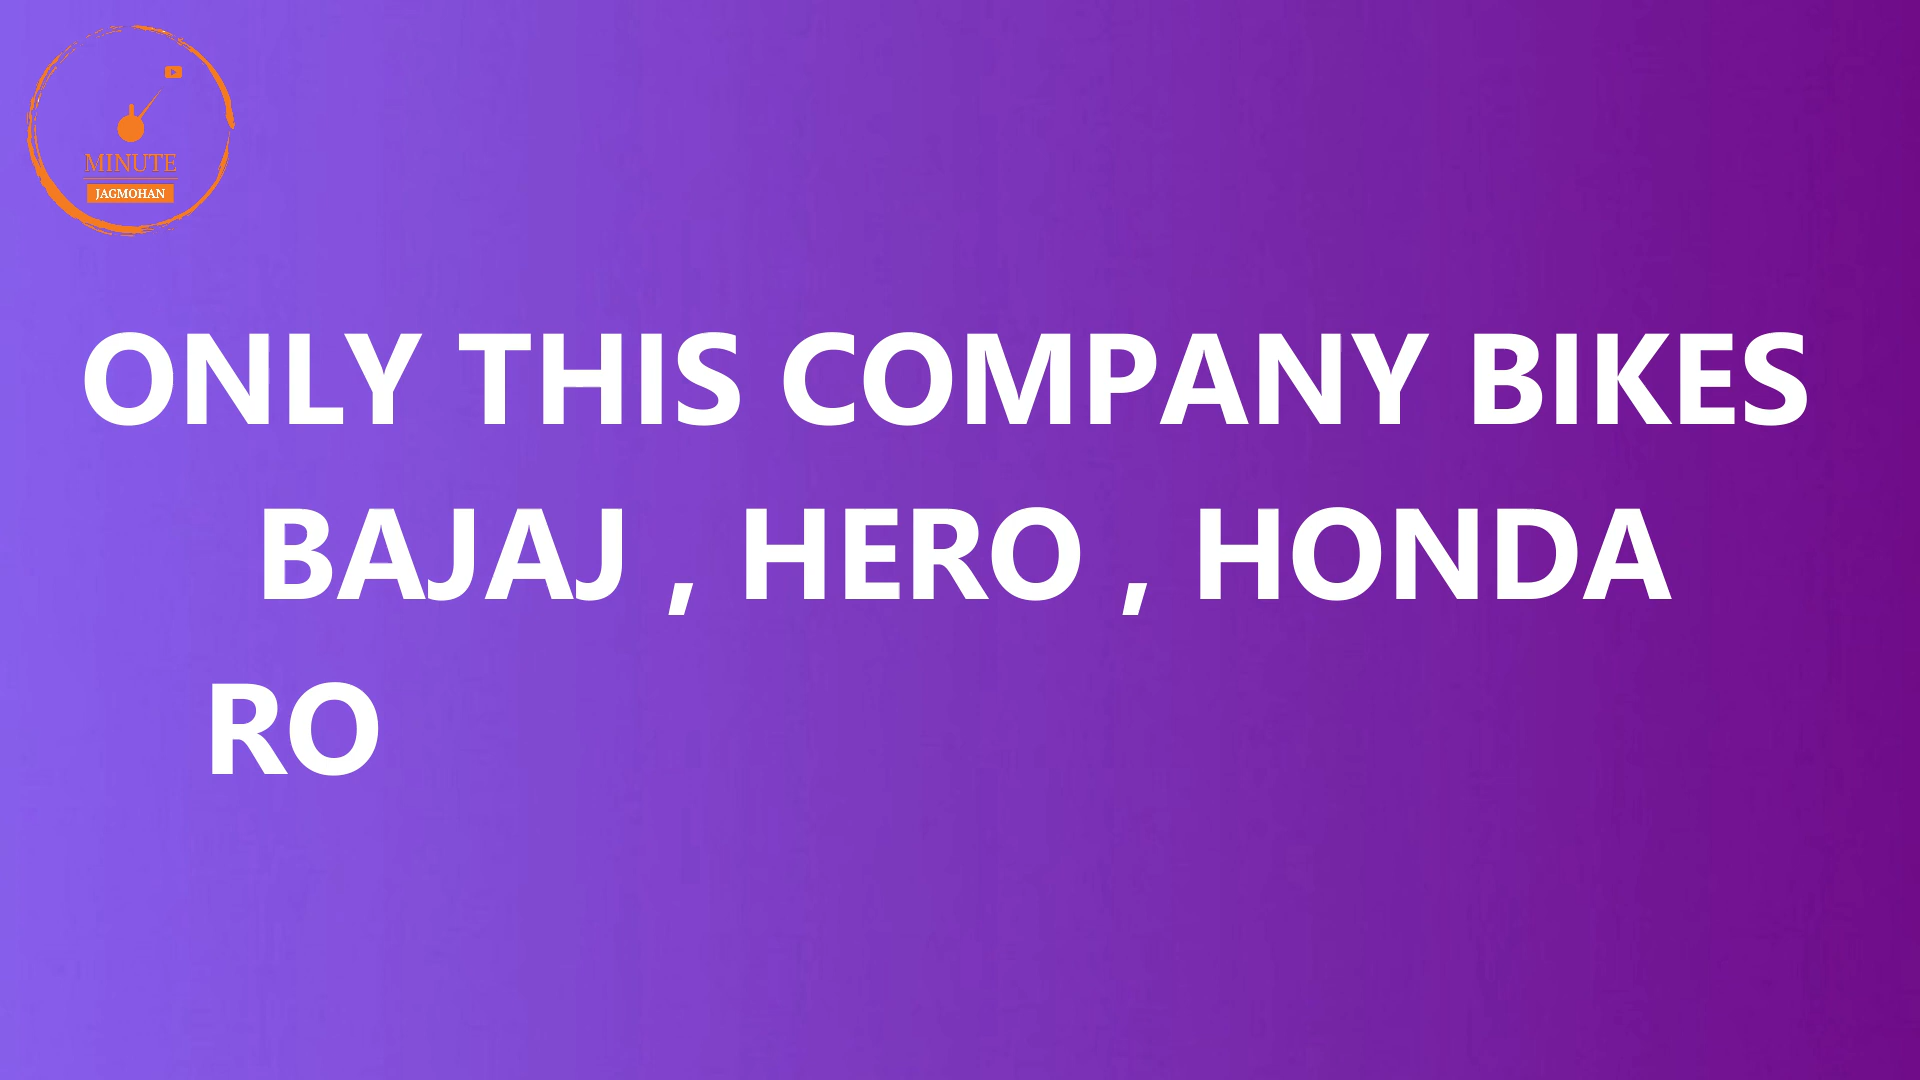 MINUTE
JAGMOHAN
ONLY THIS COMPANY BIKES
BAJAJ , HERO , HONDA
RO